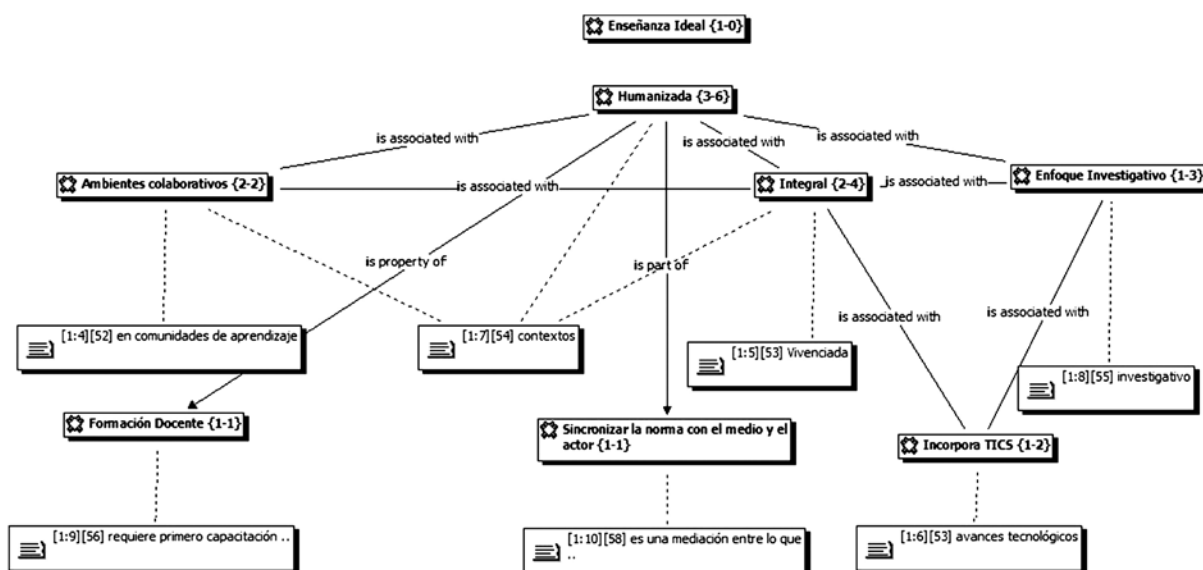 Enseñanza Ideal {1-0}
Humanizada {3-6}
is associated with
is associated with
is associated with
Ambientes colaborativos {2-2}
is associated with
Integral {2-4}
is associated with
Enfoque Investigativo {1-3}
is property of
is part of
is associated with
is associated with
[1:4][52] en comunidades de aprendizaje
[1:7][54] contextos
[1:5][53] Vivenciada
[1:8][55] investigativo
Formación Docente {1-1}
Sincronizar la norma con el medio y el
actor {1-1}
Incorpora TICS {1-2}
[1:9][56] requiere primero capacitación ..
[1:10][58] es una mediación entre lo que
..
[1:6][53] avances tecnológicos